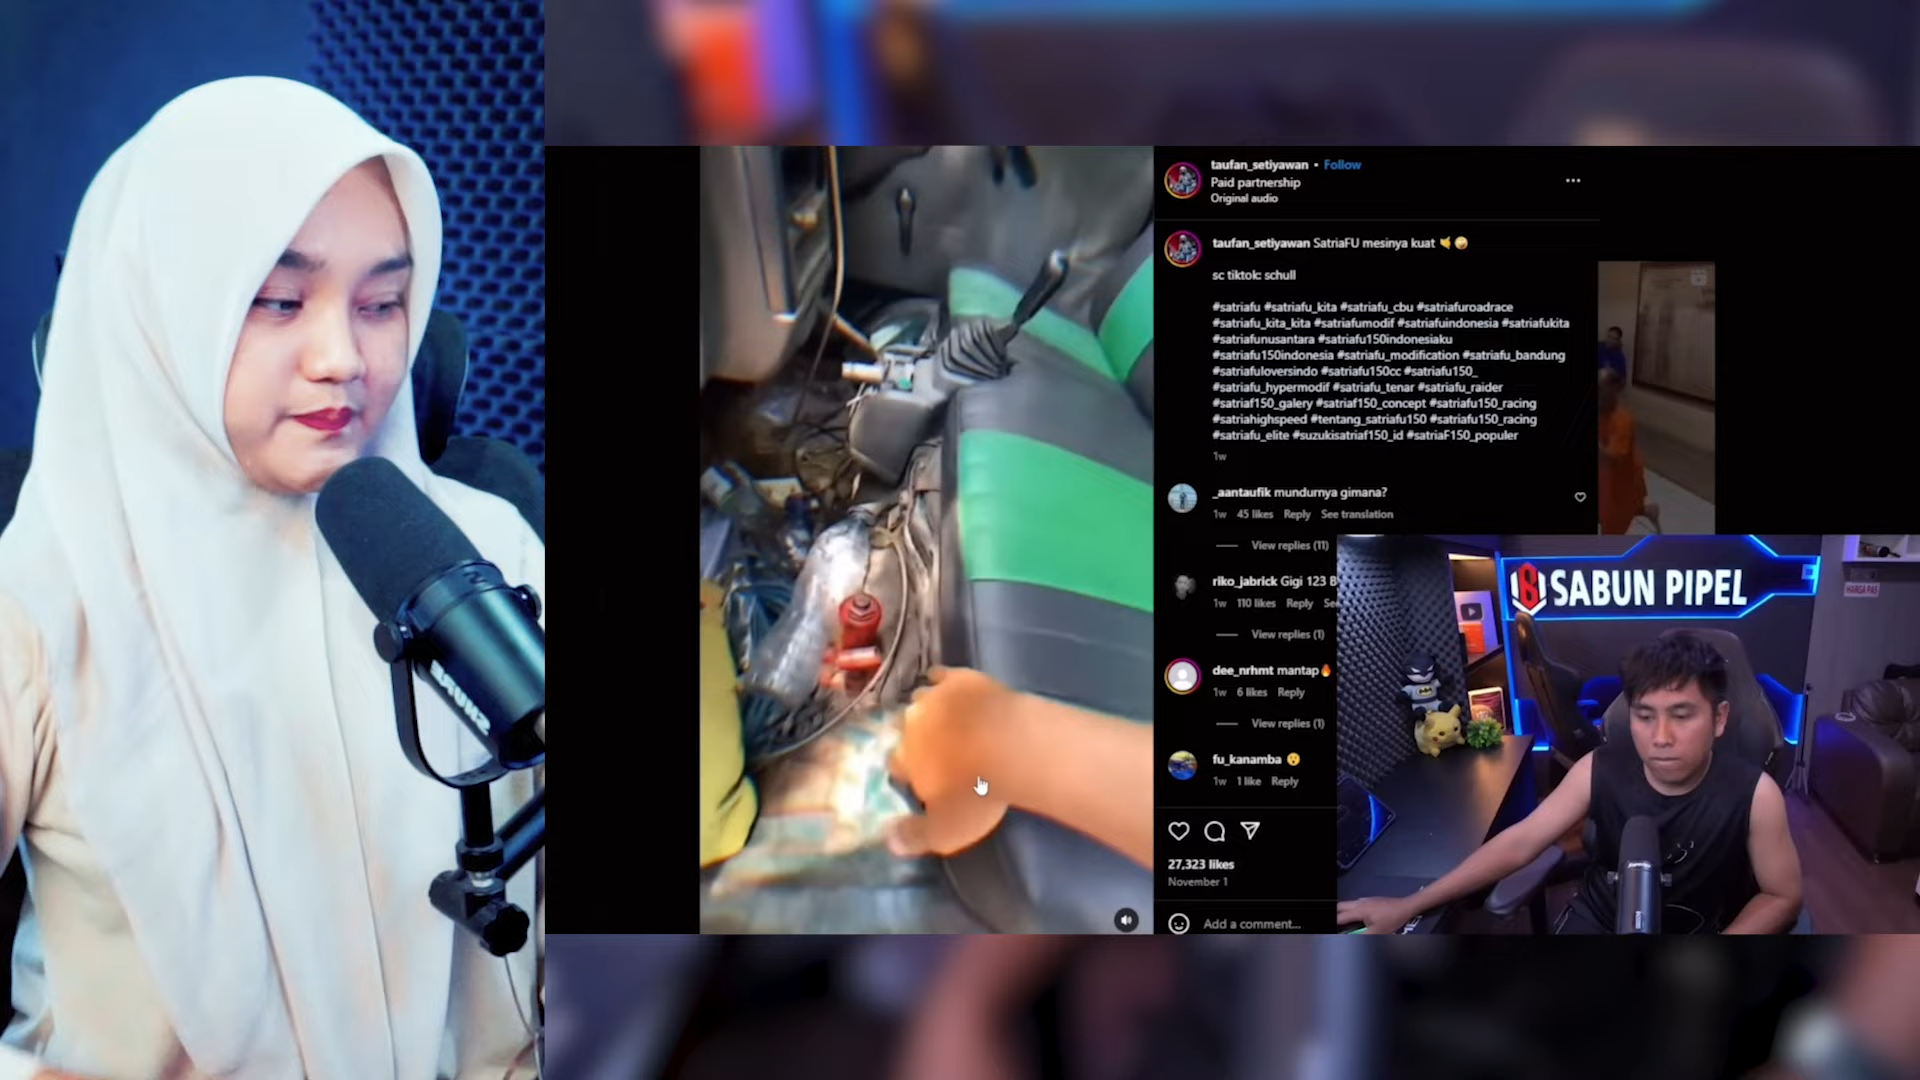 taufan_setiyawan • Follow
Paid partnership
Original audio
taufan_setiyawan SatriaFU mesinya kuat 🤙🤪
sc tiktok: schull
#satriafu #satriafu_kita #satriafu_cbu #satriafuroadrace
#satriafu_kita_kita #satriafumodif #satriafuindonesia #satriafukita
#satriafunusantara #satriafu150indonesiaku
#satriafu150indonesia #satriafu_modification #satriafu_bandung
#satriafuloversindo #satriafu150cc #satriafu150_
#satriafu_hypermodif #satriafu_tenar #satriafu_raider
#satriaf150_galery #satriaf150_concept #satriafu150_racing
#satriahighspeed #tentang_satriafu150 #satriafu150_racing
#satriafu_elite #suzukisatriaf150_id #satriaF150_populer
1w
_aantaufik mundurnya gimana?
1w 45 likes Reply See translation
View replies (11)
riko_jabrick Gigi 123 B
1w 110 likes Reply
View replies (1)
dee_nrhmt mantap🔥
1w 6 likes Reply
View replies (1)
fu_kanamba 😲
1w 1 like Reply
27,323 likes
November 1
Add a comment...
SABUN PIPEL
HARGA PAS
SHURE